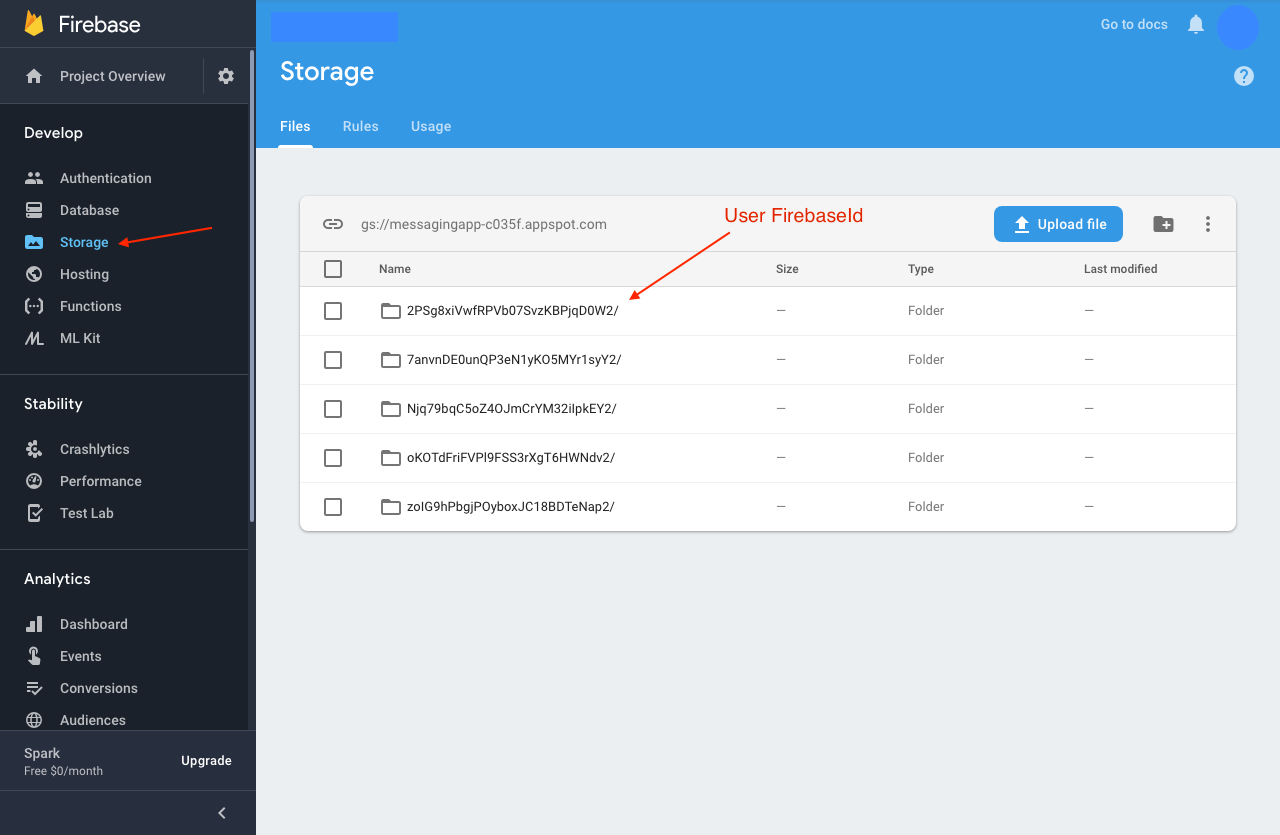 Firebase
Project Overview
Develop
Authentication
Database
Storage
Hosting
Functions
ML Kit
Stability
Crashlytics
Performance
Test Lab
Analytics
Dashboard
Events
Conversions
Audiences
Spark
Free $0/month
Upgrade
Go to docs
Storage
Files Rules Usage
gs://messagingapp-c035f.appspot.com
User FirebaseId
Upload file
Name Size Type Last modified
2PSg8xiVwfRPVb07SvzKBPjqD0W2/ — Folder —
7anvnDE0unQP3eN1yKO5MYr1syY2/ — Folder —
Njq79bqC5oZ4OJmCrYM32iIpkEY2/ — Folder —
oKOTdFriFVPl9FSS3rXgT6HWNdv2/ — Folder —
zoIG9hPbgjPOyboxJC18BDTeNap2/ — Folder —